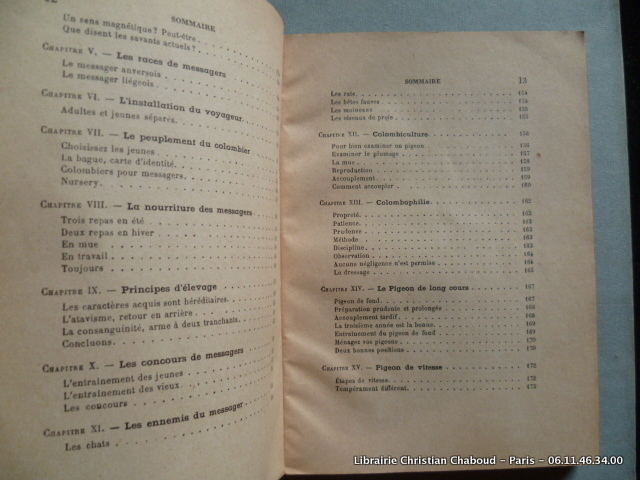 SOMMAIRE
Un sens magnétique? Peut-être
Que disent les savants actuels?
CHAPITRE V. — Les races de messagers
Le messager anversois
Le messager liégeois
CHAPITRE VI. — L'installation du voyageur.
Adultes et jeunes séparés.
CHAPITRE VII. — Le peuplement du colombier
Choisissez les jeunes
La bague, carte d'identité.
Colombiers pour messagers.
Nursery.
CHAPITRE VIII. — La nourriture des messagers
Trois repas en été
Deux repas en hiver
En mue
En travail
Toujours
CHAPITRE IX. — Principes d'élevage
Les caractères acquis sont héréditaires.
L'atavisme, retour en arrière
La consanguinité, arme à deux tranchants.
Concluons.
CHAPITRE X. — Les concours de messagers
L'entraînement des jeunes
L'entraînement des vieux
Les concours
CHAPITRE XI. — Les ennemis du messager
Les chats
SOMMAIRE 13
Les rats. 154
Les bêtes fauves 154
Les moineaux 155
Les oiseaux de proie. 155
CHAPITRE XII. — Colombiculture. 156
Pour bien examiner un pigeon 156
Examiner le plumage. 157
La mue 158
Reproduction 159
Accouplement 159
Comment accoupler 160
CHAPITRE XIII. — Colombophilie. 162
Propreté. 162
Patience. 163
Prudence 163
Méthode 163
Discipline. 163
Observation 164
Aucune négligence n'est permise 164
La dressage. 165
CHAPITRE XIV. — Le Pigeon de long cours 167
Pigeon de fond. 167
Préparation prudente et prolongée 168
Accouplement tardif 168
La troisième année est la bonne. 169
Entraînement du pigeon de fond 169
Ménagez vos pigeons 170
Deux bonnes positions 170
CHAPITRE XV. — Pigeon de vitesse 172
Étapes de vitesse. 172
Tempérament différent. 173
Librairie Christian Chaboud - Paris - 06.11.46.34.00